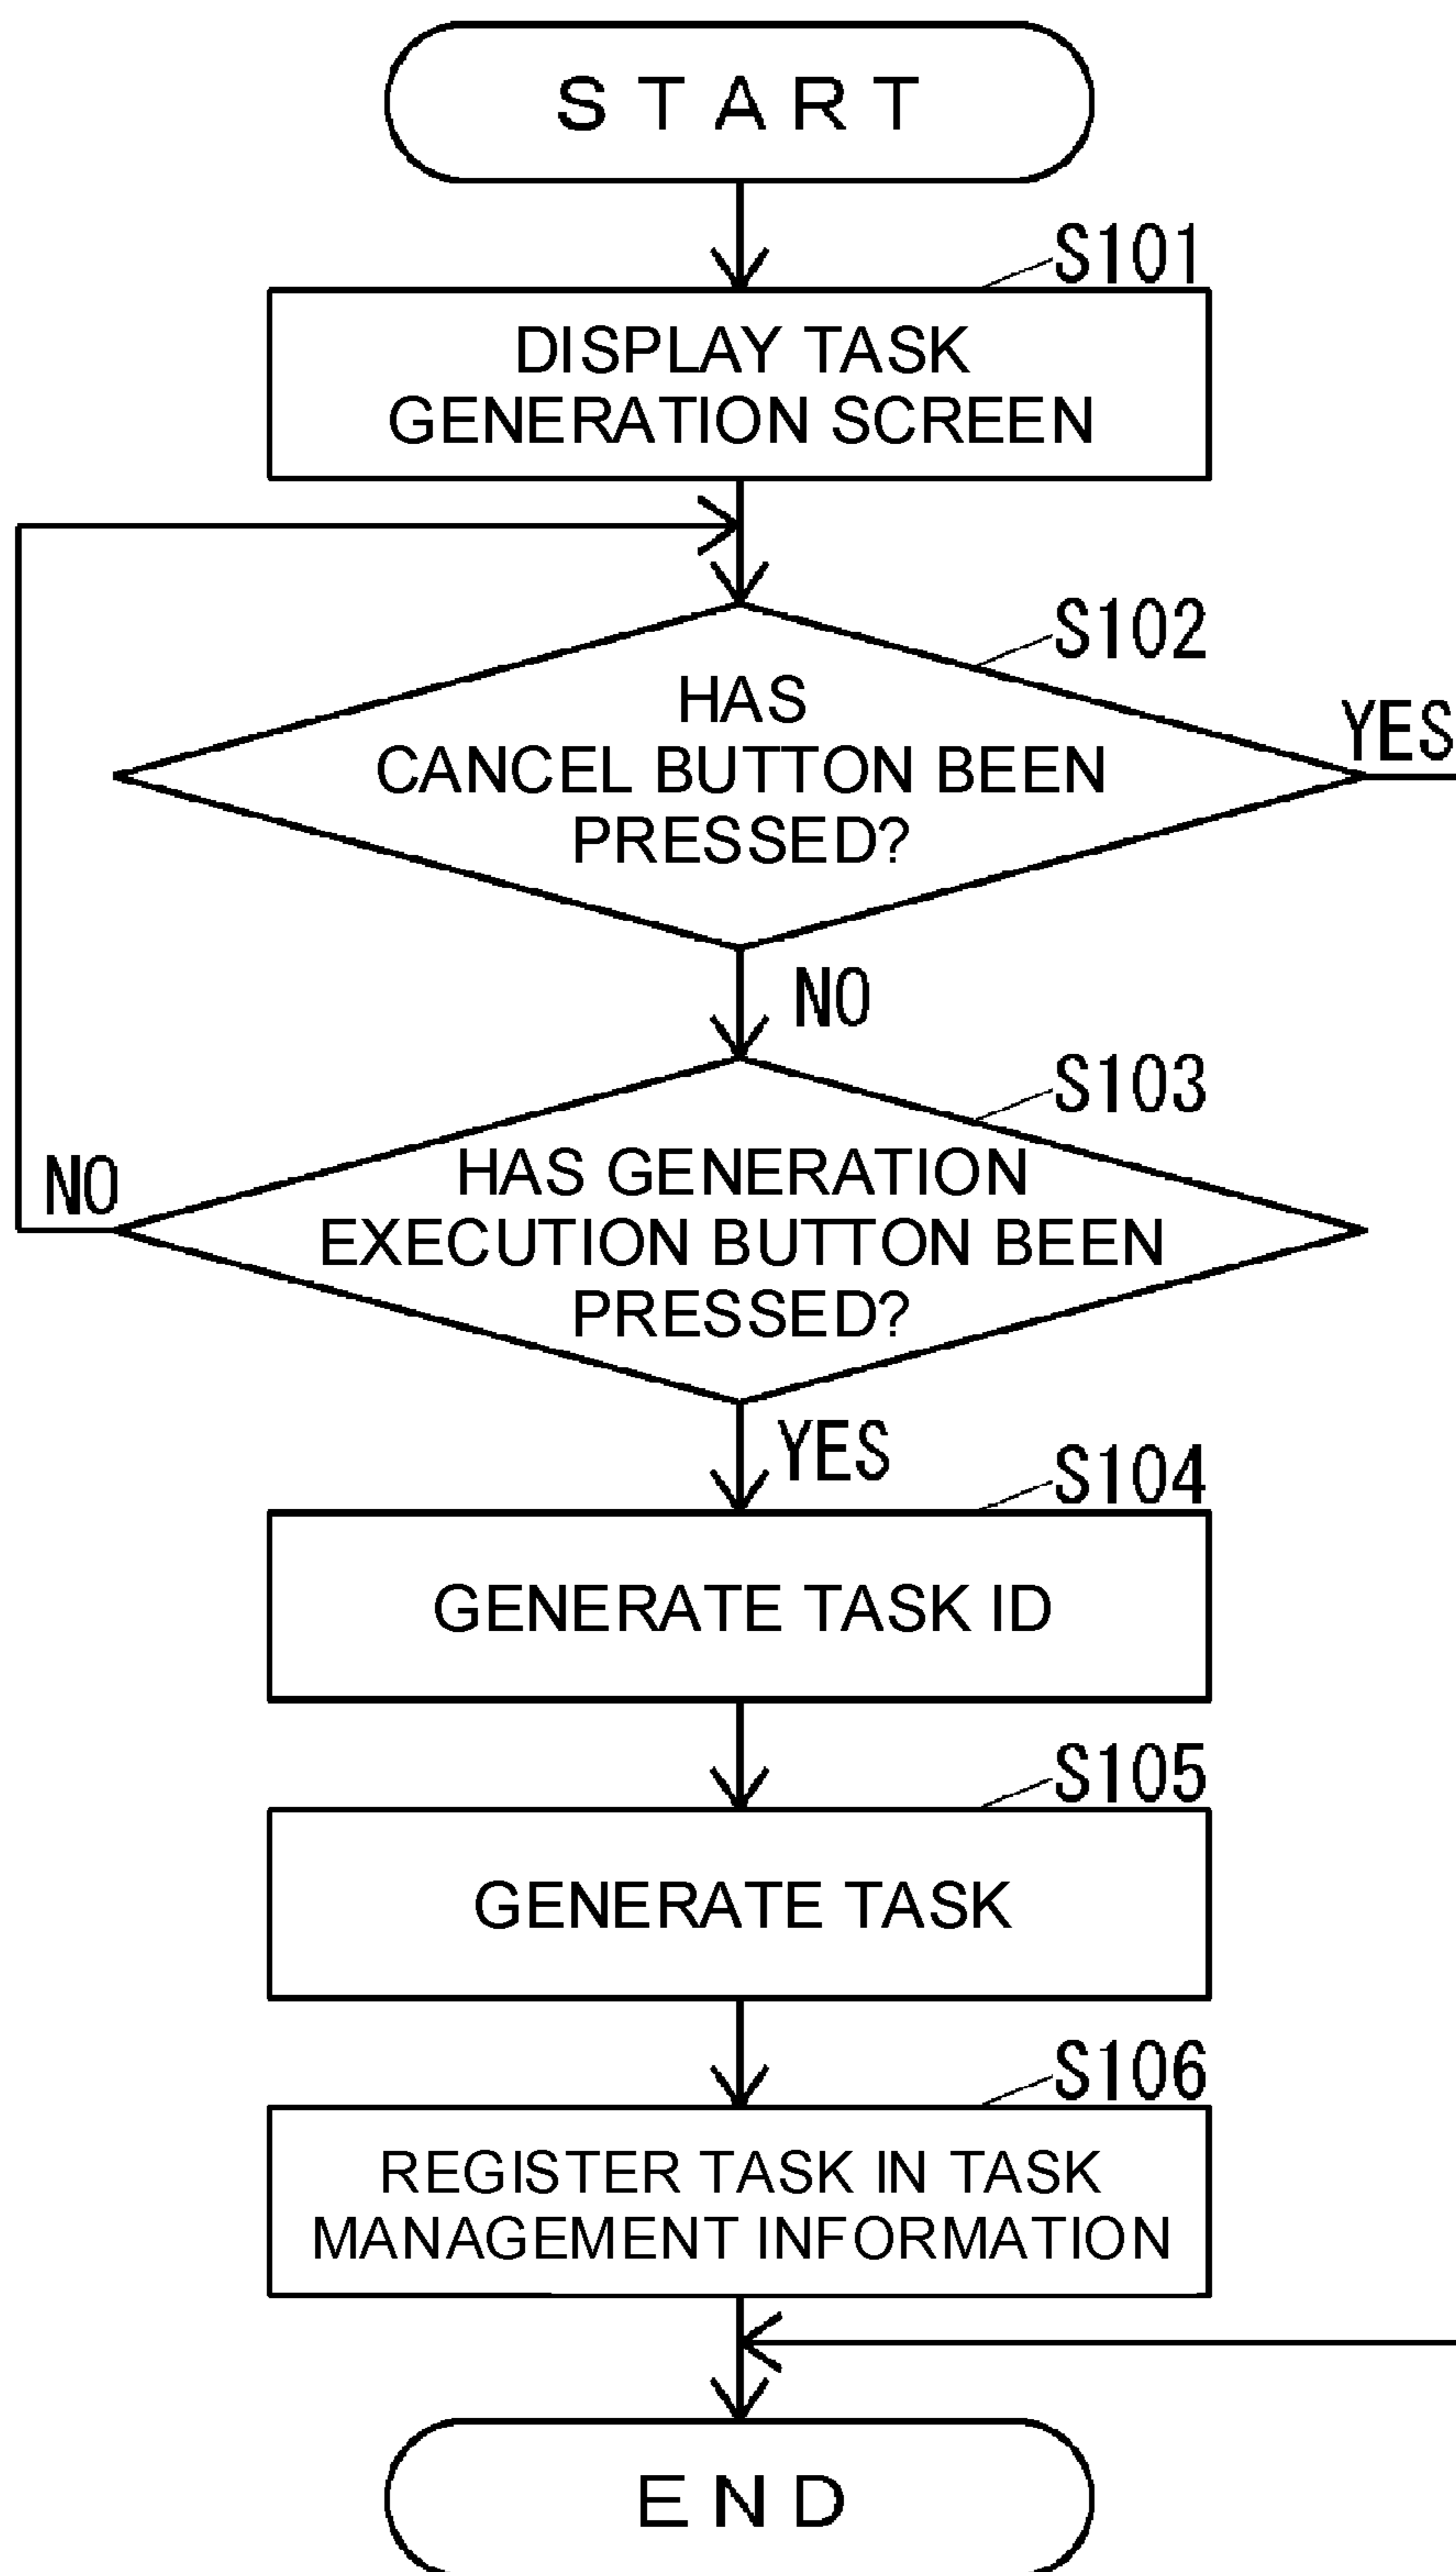 START
S101
DISPLAY TASK
GENERATION SCREEN
S102
HAS
CANCEL BUTTON BEEN
PRESSED?
YES
NO
S103
HAS GENERATION
EXECUTION BUTTON BEEN
PRESSED?
NO
YES
S104
GENERATE TASK ID
S105
GENERATE TASK
S106
REGISTER TASK IN TASK
MANAGEMENT INFORMATION
END